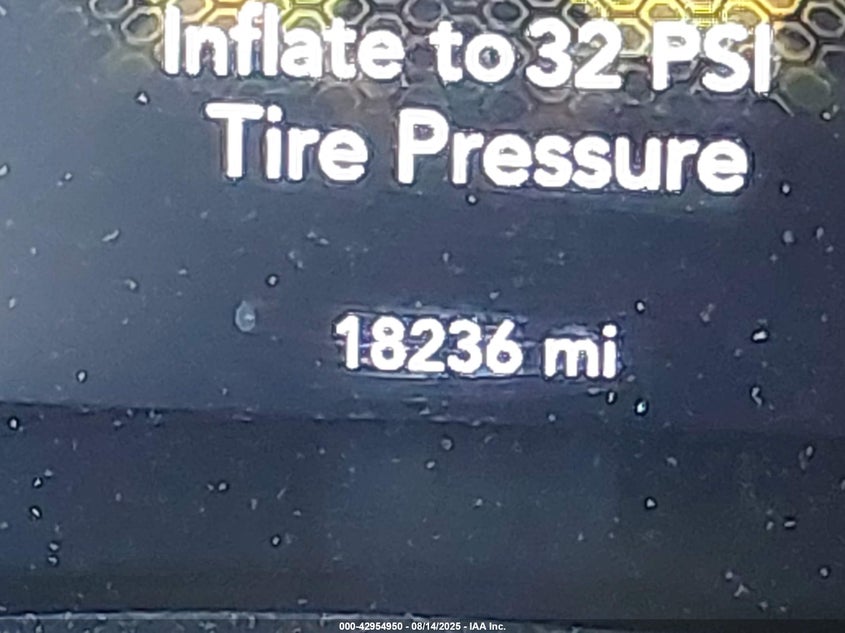 Inflate to 32 PSI
Tire Pressure
18236 mi
000-42954950 - 08/14/2025 - IAA Inc.